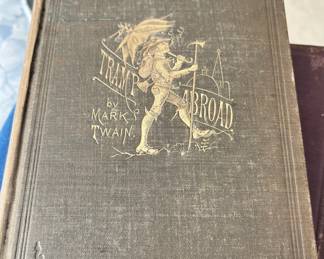 TRAMP
ABROAD.
by
MARK
TWAIN.